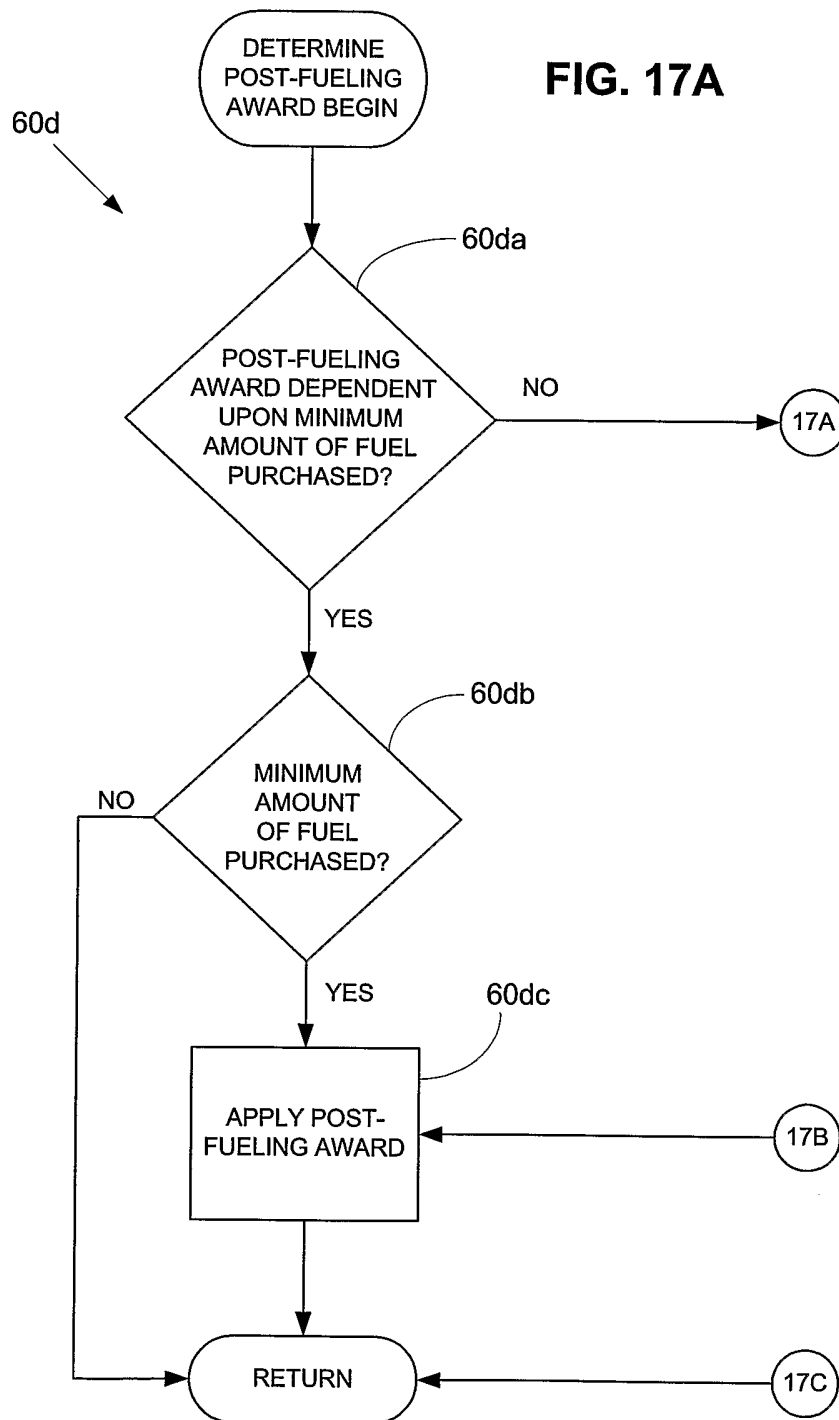 DETERMINE
POST-FUELING
AWARD BEGIN
FIG. 17A
60d
60da
POST-FUELING
AWARD DEPENDENT
UPON MINIMUM
AMOUNT OF FUEL
PURCHASED?
NO
17A
YES
60db
MINIMUM
AMOUNT
OF FUEL
PURCHASED?
NO
YES
60dc
APPLY POST-
FUELING AWARD
17B
RETURN
17C